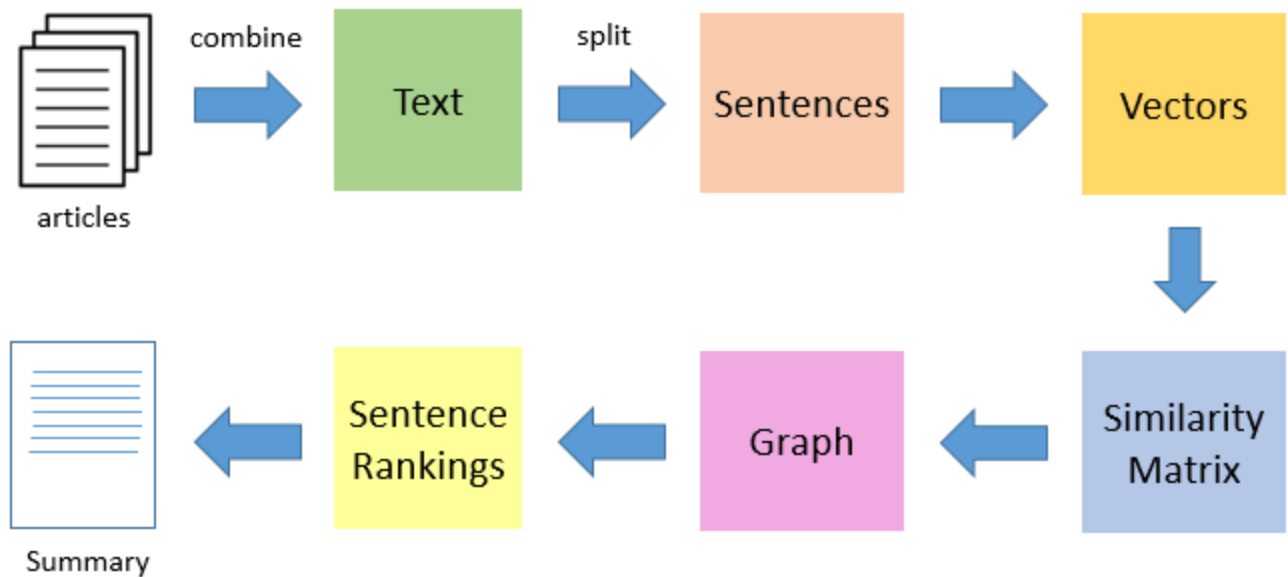 combine
split
Text
Sentences
Vectors
articles
Sentence
Rankings
Graph
Similarity
Matrix
Summary